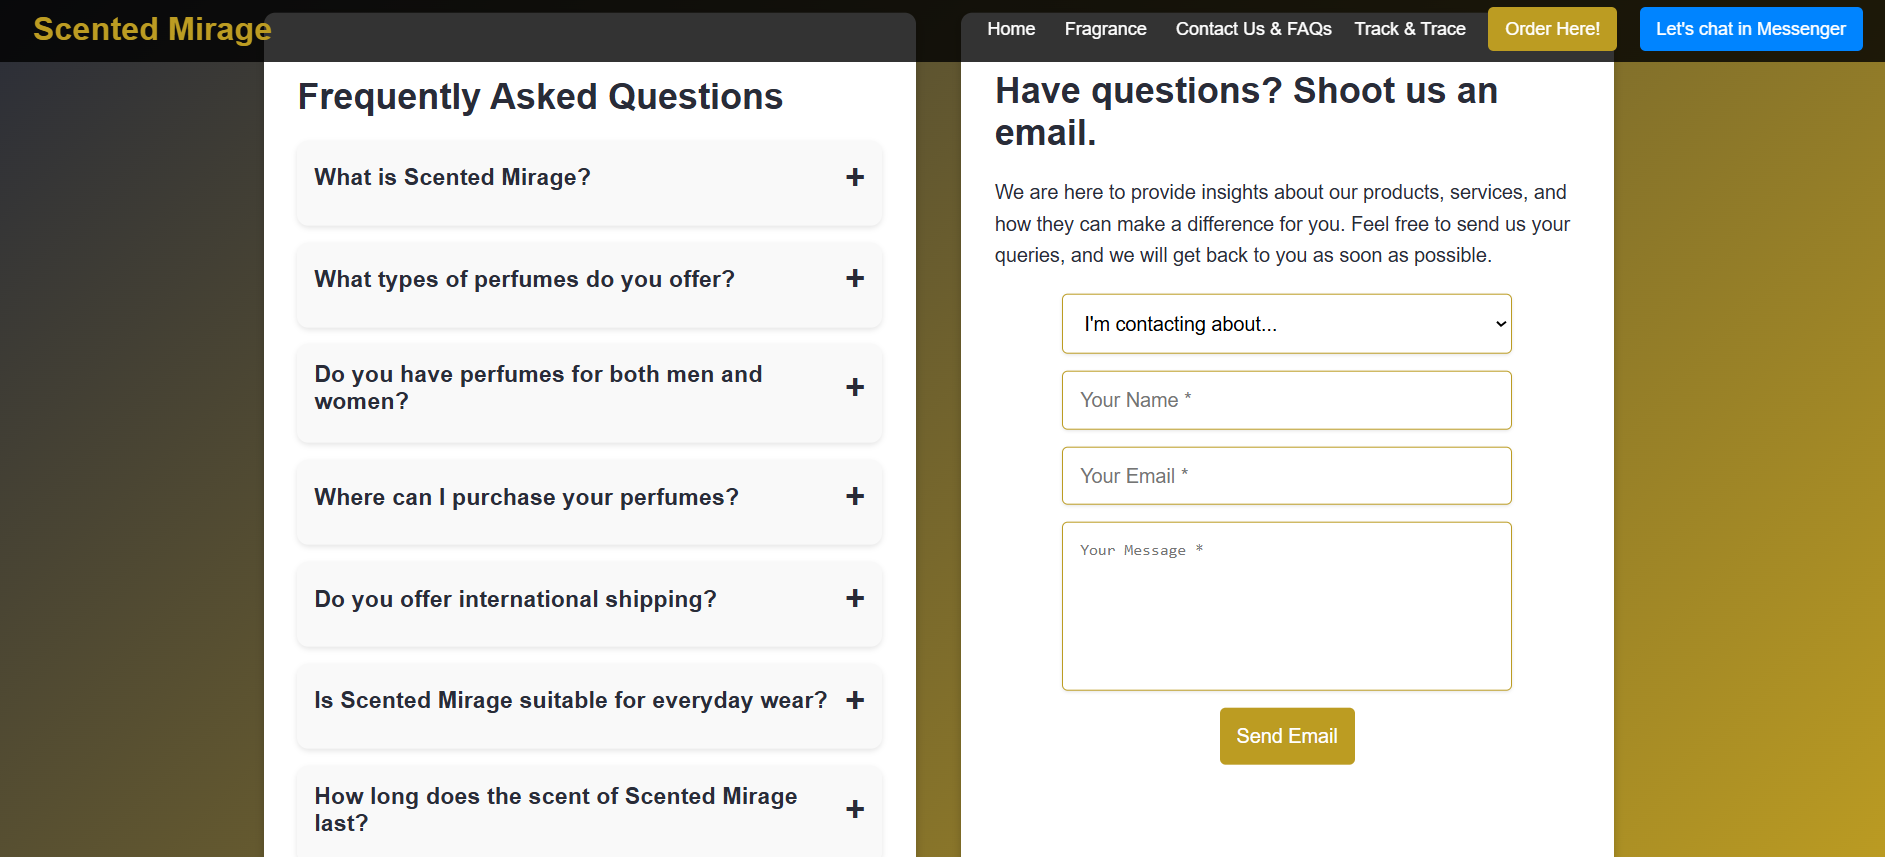 Scented Mirage
Home
Fragrance
Contact Us & FAQs
Track & Trace
Order Here!
Let's chat in Messenger
Frequently Asked Questions
What is Scented Mirage?
+
What types of perfumes do you offer?
+
Do you have perfumes for both men and
women?
+
Where can I purchase your perfumes?
+
Do you offer international shipping?
+
Is Scented Mirage suitable for everyday wear?
+
How long does the scent of Scented Mirage
last?
+
Have questions? Shoot us an
email.
We are here to provide insights about our products, services, and
how they can make a difference for you. Feel free to send us your
queries, and we will get back to you as soon as possible.
I'm contacting about...
Your Name *
Your Email *
Your Message *
Send Email